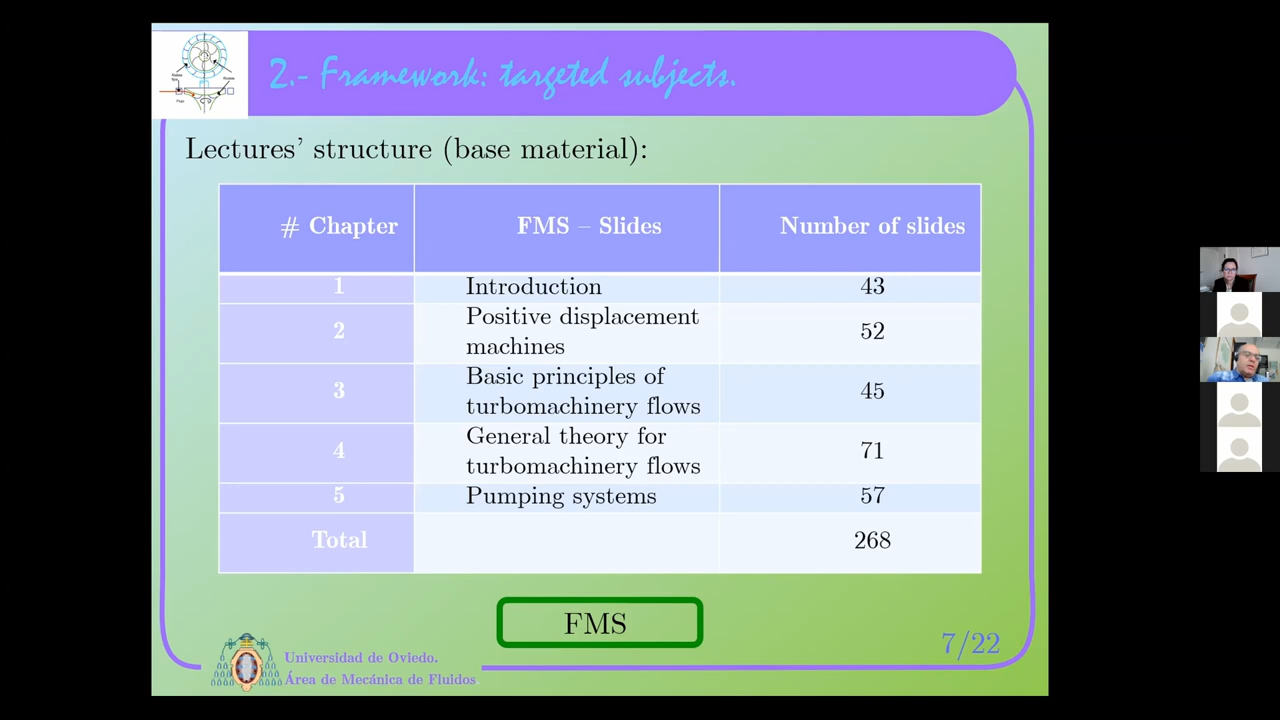 2.- Framework: targeted subjects.
Lectures' structure (base material):
# Chapter FMS – Slides Number of slides
1 Introduction 43
2 Positive displacement machines 52
3 Basic principles of turbomachinery flows 45
4 General theory for turbomachinery flows 71
5 Pumping systems 57
Total 268
FMS
7/22
Universidad de Oviedo.
Área de Mecánica de Fluidos